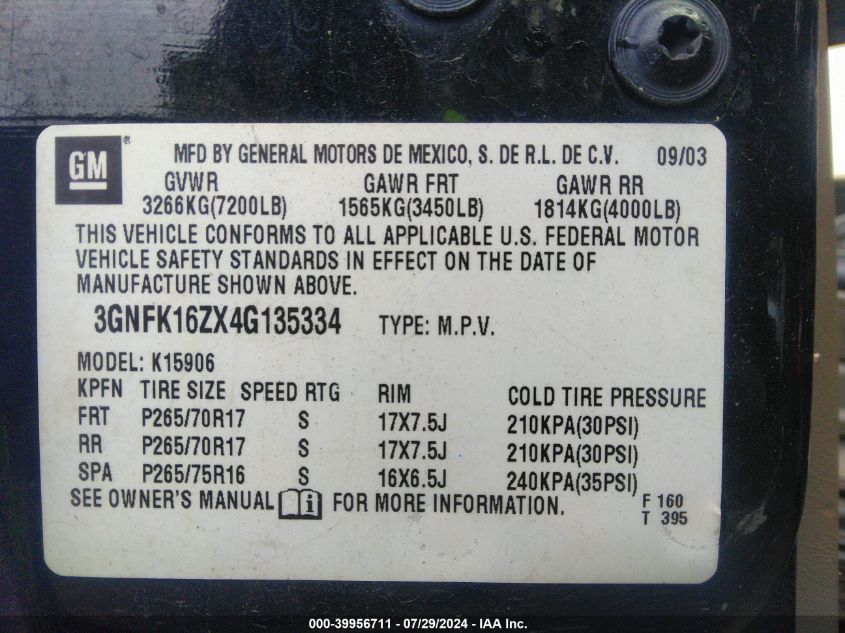 GM® MFD BY GENERAL MOTORS DE MEXICO, S. DE R.L. DE C.V. 09/03
GVWR GAWR FRT GAWR RR
3266KG(7200LB) 1565KG(3450LB) 1814KG(4000LB)
THIS VEHICLE CONFORMS TO ALL APPLICABLE U.S. FEDERAL MOTOR
VEHICLE SAFETY STANDARDS IN EFFECT ON THE DATE OF
MANUFACTURE SHOWN ABOVE.
3GNFK16ZX4G135334 TYPE: M.P.V.
MODEL: K15906
KPFN TIRE SIZE SPEED RTG RIM COLD TIRE PRESSURE
FRT P265/70R17 S 17X7.5J 210KPA(30PSI)
RR P265/70R17 S 17X7.5J 210KPA(30PSI)
SPA P265/75R16 S 16X6.5J 240KPA(35PSI)
SEE OWNER'S MANUAL i FOR MORE INFORMATION.
F 160
T 395
000-39956711 - 07/29/2024 - IAA Inc.